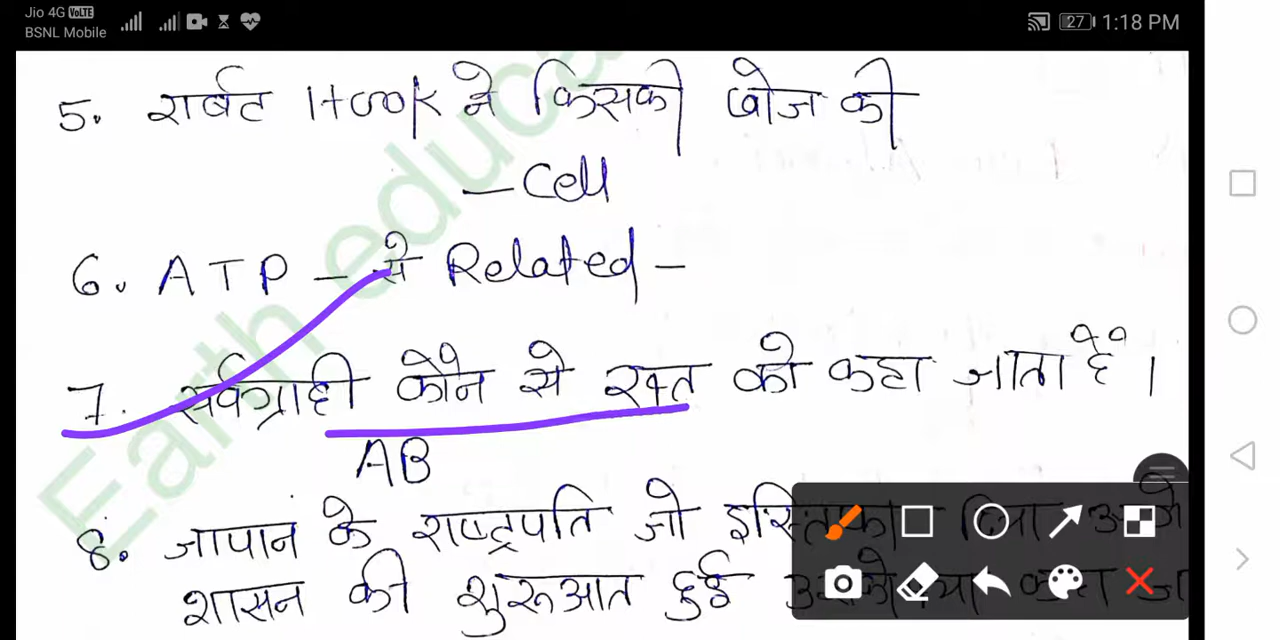 Jio 4G VoLTE
BSNL Mobile
27 1:18 PM
5. रार्बट Hook ने किसकी खोज की
– Cell
6. ATP – से Related –
7. सर्वग्राही कौन से रक्त को कहा जाता है।
AB
8. जापान के राष्ट्रपति जो इस्तिफा दिया
शासन की शुरूआत हुई
Earth educa